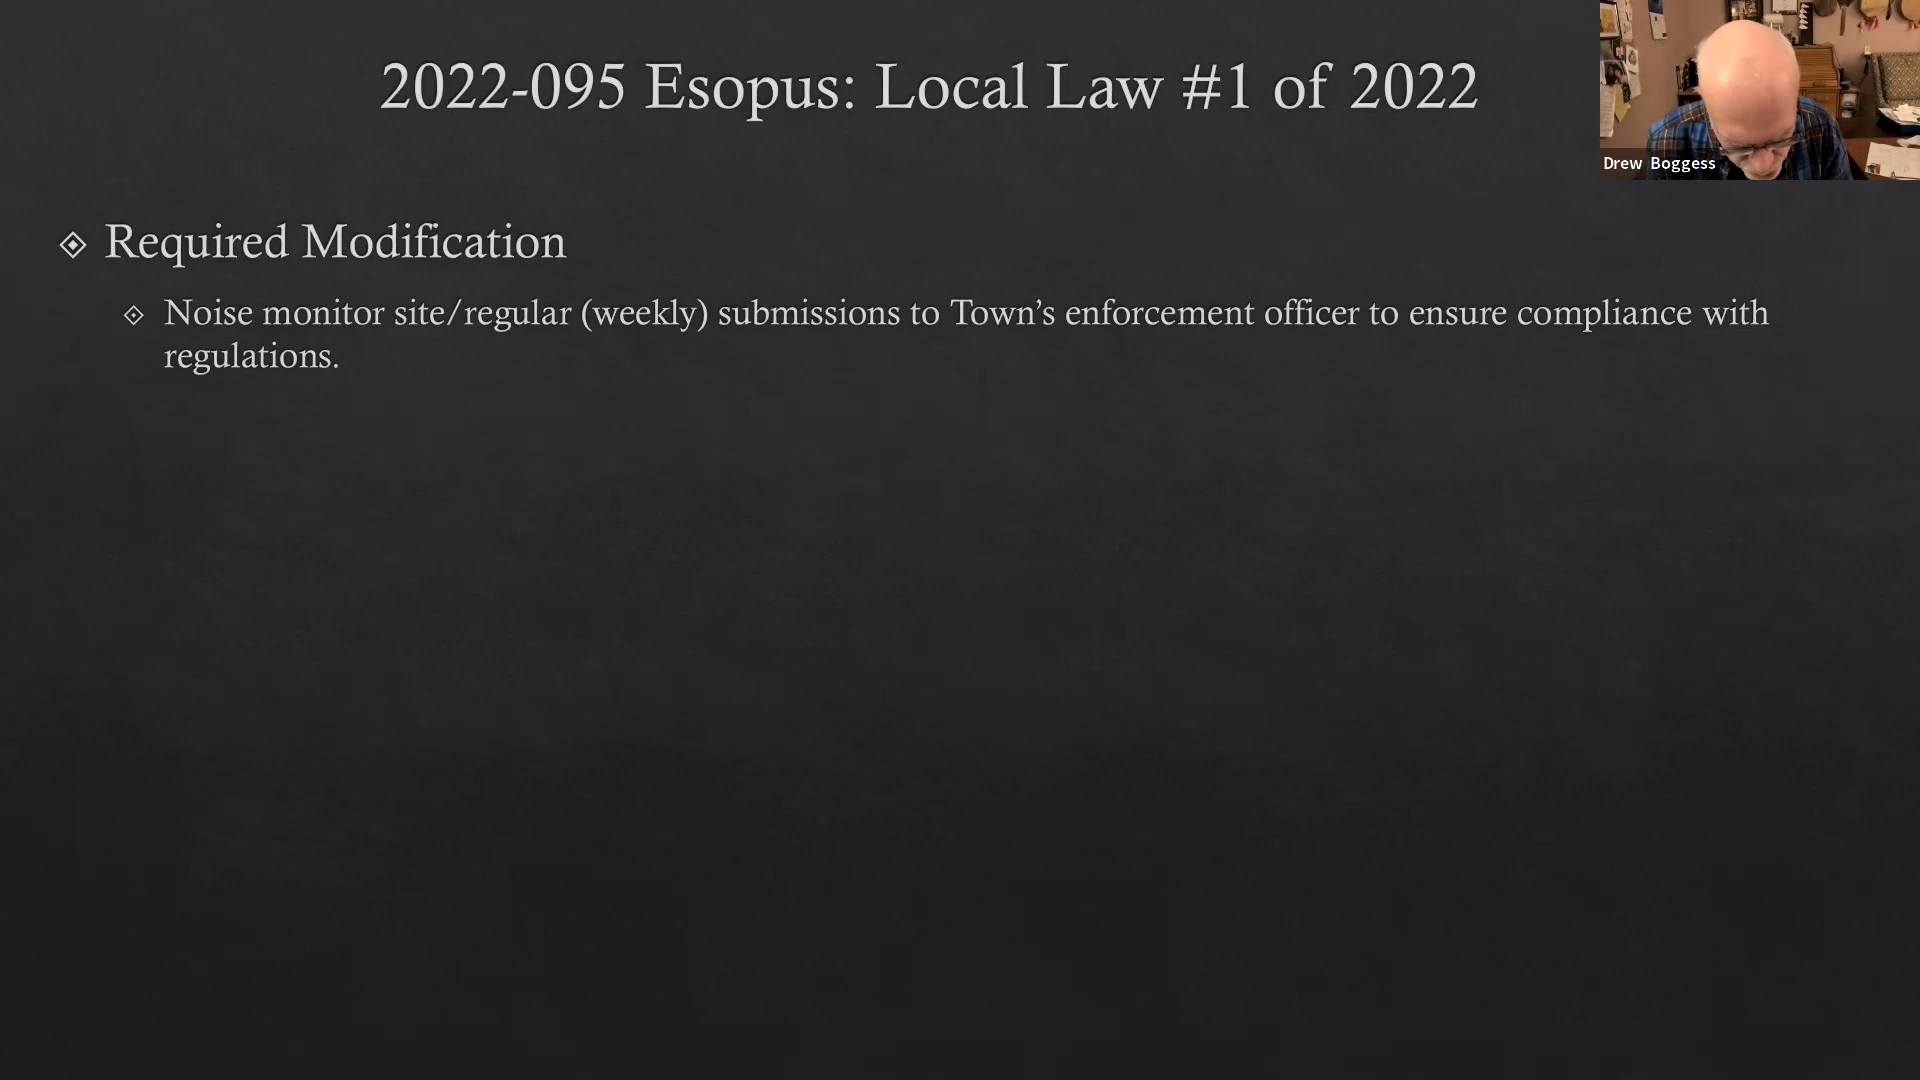 2022-095 Esopus: Local Law #1 of 2022
Required Modification
Noise monitor site/regular (weekly) submissions to Town’s enforcement officer to ensure compliance with
regulations.
Drew Boggess